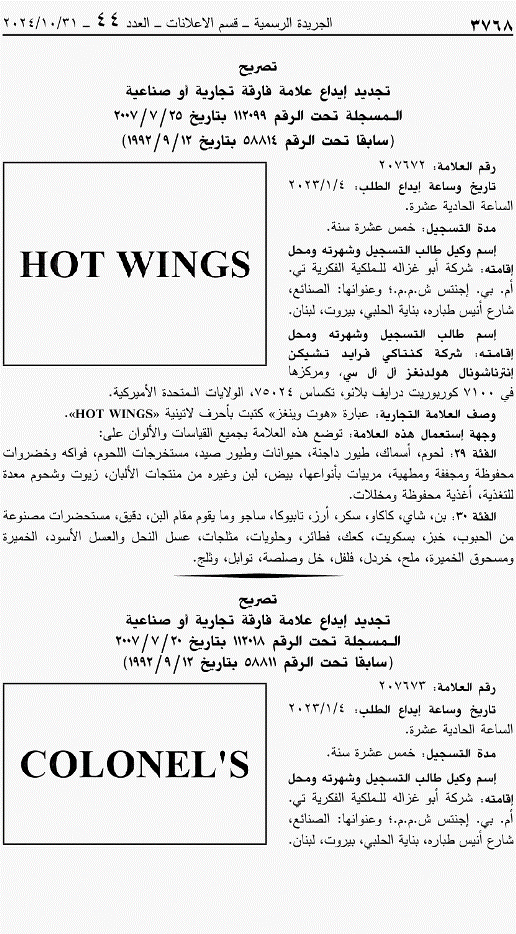 ٣٧٦٨
الجريدة الرسمية ــ قسم الاعلانات ــ العدد ٤٤ ــ ٢٠٢٤/١٠/٣١
تصريح
تجديد إيداع علامة فارقة تجارية أو صناعية
المسجلة تحت الرقم ١١٢٠٩٩ بتاريخ ٢٠٠٧/٧/٢٥
(سابقا تحت الرقم ٥٨٨١٤ بتاريخ ١٩٩٢/٩/١٢)
HOT WINGS
رقم العلامة: ٢٠٧٦٧٢
تاريخ وساعة إيداع الطلب: ٢٠٢٣/١/٤
الساعة الحادية عشرة.
مدة التسجيل: خمس عشرة سنة.
إسم وكيل طالب التسجيل وشهرته ومحل
إقامته: شركة أبو غزاله للملكية الفكرية تي.
أم. بي. إجنتس ش.م.م.؛ وعنوانها: الصنائع،
شارع أنيس طباره، بناية الحلبي، بيروت، لبنان.
إسم طالب التسجيل وشهرته ومحل
إقامته: شركة كنتاكي فرايد تشيكن
إنترناشونال هولدنغز أل أل سي، ومركزها
في ٧١٠٠ كوربوريت درايف بلانو، تكساس ٧٥٠٢٤، الولايات المتحدة الأميركية.
وصف العلامة التجارية: عبارة «هوت وينغز» كتبت بأحرف لاتينية «HOT WINGS».
وجهة إستعمال هذه العلامة: توضع هذه العلامة بجميع القياسات والألوان على:
الفئة ٢٩: لحوم، أسماك، طيور داجنة، حيوانات وطيور صيد، مستخرجات اللحوم، فواكه وخضروات
محفوظة ومجففة ومطهية، مربيات بأنواعها، بيض، لبن وغيره من منتجات الألبان، زيوت وشحوم معدة
للتغذية، أغذية محفوظة ومخللات.
الفئة ٣٠: بن، شاي، كاكاو، سكر، أرز، تابيوكا، ساجو وما يقوم مقام البن، دقيق، مستحضرات مصنوعة
من الحبوب، خبز، بسكويت، كعك، فطائر، وحلويات، مثلجات، عسل النحل والعسل الأسود، الخميرة
ومسحوق الخميرة، ملح، خردل، فلفل، خل وصلصة، توابل، وثلج.
تصريح
تجديد إيداع علامة فارقة تجارية أو صناعية
المسجلة تحت الرقم ١١٢٠١٨ بتاريخ ٢٠٠٧/٧/٢٠
(سابقا تحت الرقم ٥٨٨١١ بتاريخ ١٩٩٢/٩/١٢)
COLONEL'S
رقم العلامة: ٢٠٧٦٧٣
تاريخ وساعة إيداع الطلب: ٢٠٢٣/١/٤
الساعة الحادية عشرة.
مدة التسجيل: خمس عشرة سنة.
إسم وكيل طالب التسجيل وشهرته ومحل
إقامته: شركة أبو غزاله للملكية الفكرية تي.
أم. بي. إجنتس ش.م.م.؛ وعنوانها: الصنائع،
شارع أنيس طباره، بناية الحلبي، بيروت، لبنان.